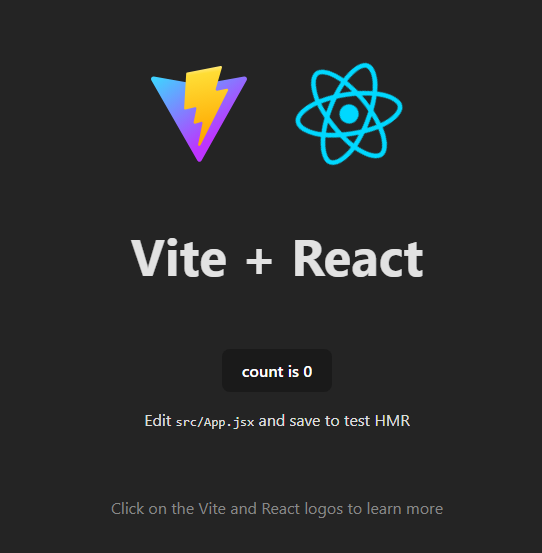 Vite + React
count is 0
Edit src/App.jsx and save to test HMR
Click on the Vite and React logos to learn more